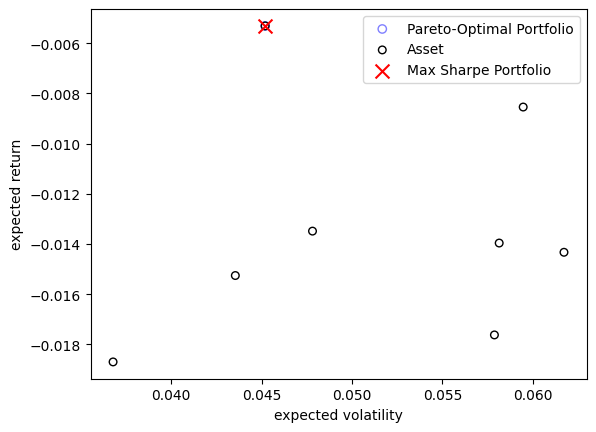 −0.006
−0.008
−0.010
−0.012
−0.014
−0.016
−0.018
expected return
Pareto-Optimal Portfolio
Asset
Max Sharpe Portfolio
0.040 0.045 0.050 0.055 0.060
expected volatility